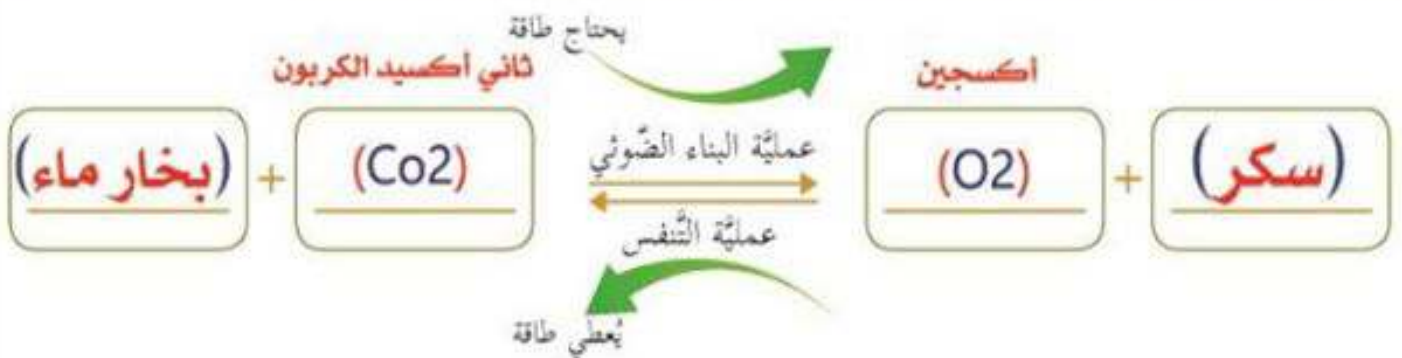 يحتاج طاقة
ثاني أكسيد الكربون
أكسجين
(بخار ماء) + (Co2)
عمليَّة البناء الضّوئي
(O2) + (سكر)
عمليَّة التَّنفس
يُعطي طاقة